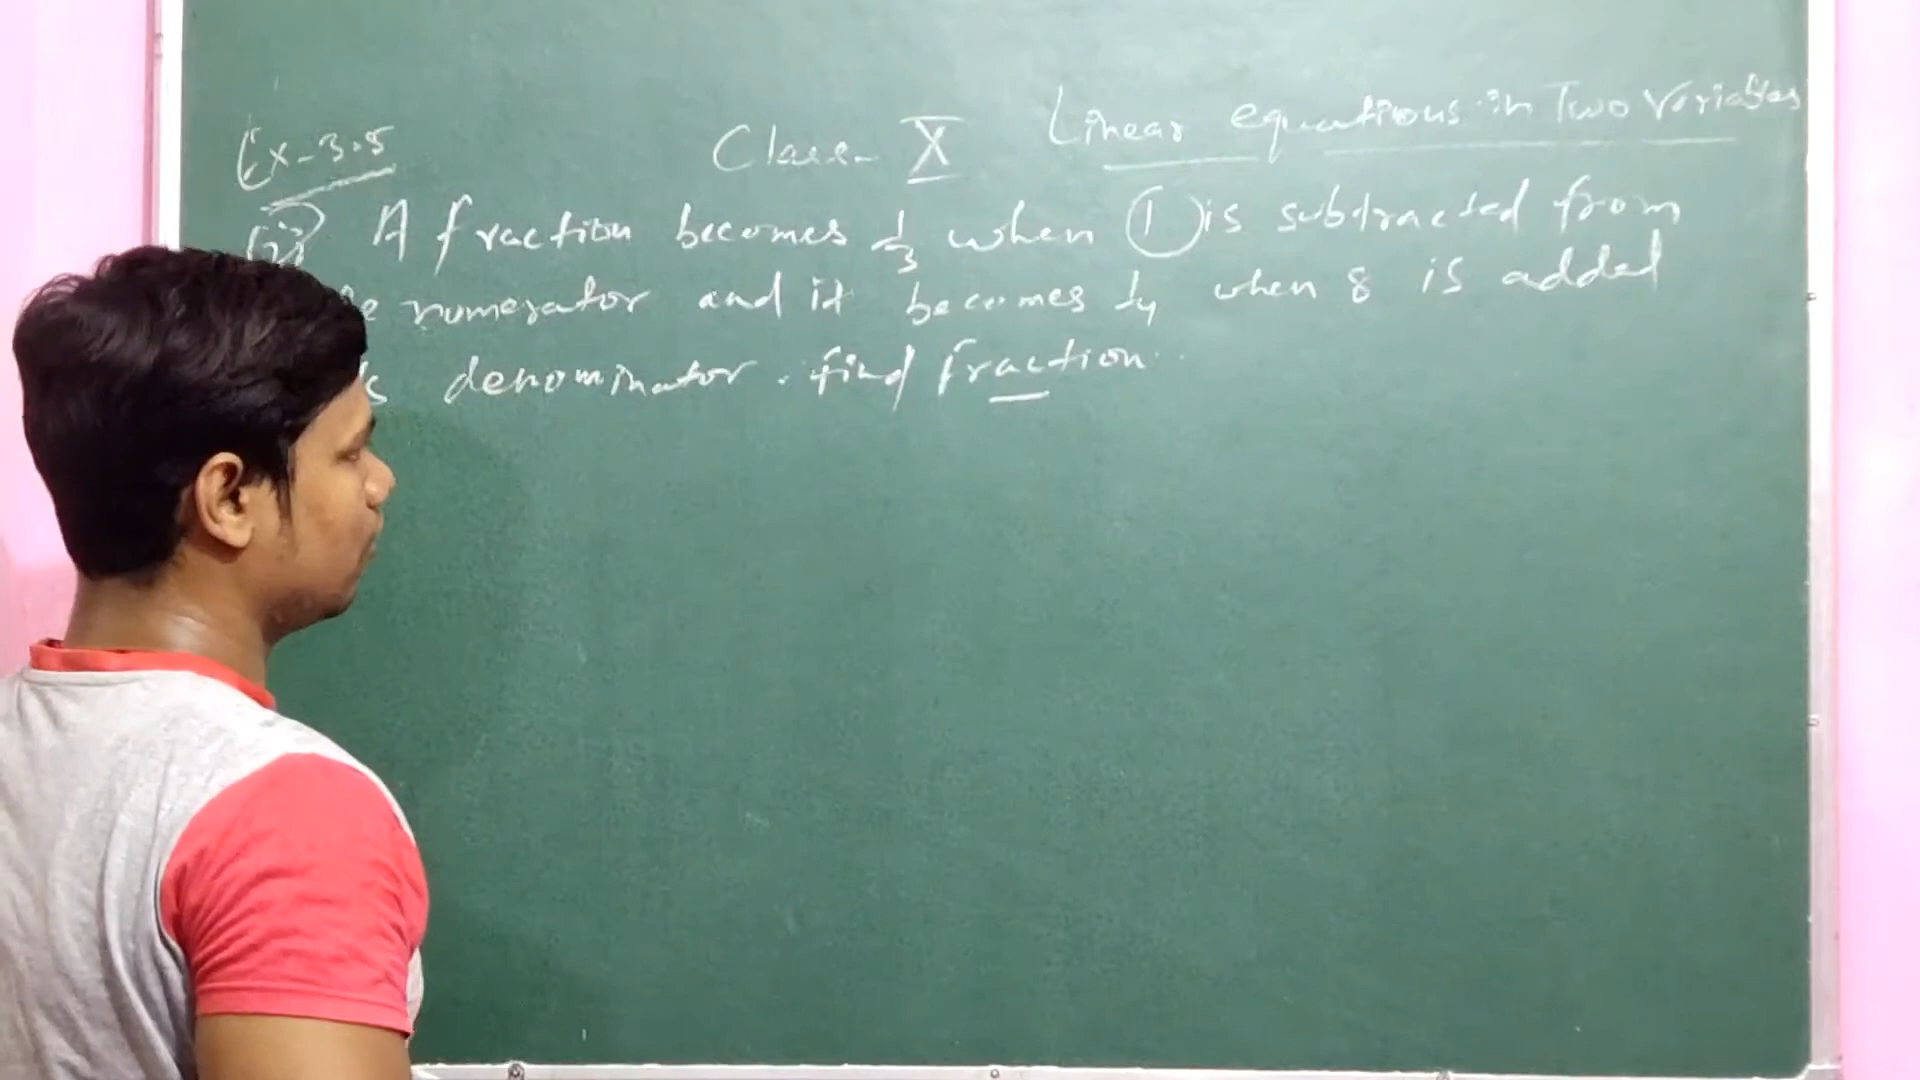 Ex-3.5 Class- X Linear equations in Two Variables
(ii) A fraction becomes 1/3 when 1 is subtracted from
numerator and it becomes 1/4 when 8 is added
denominator. find fraction.